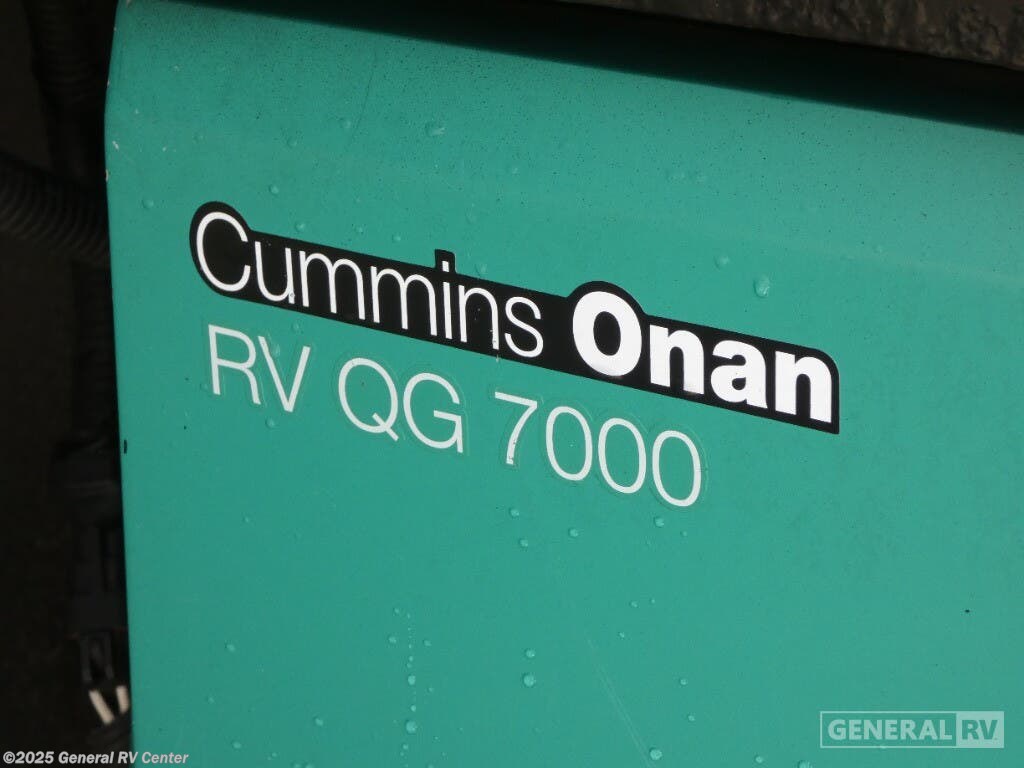 Cummins Onan
RV QG 7000
GENERAL RV
©2025 General RV Center